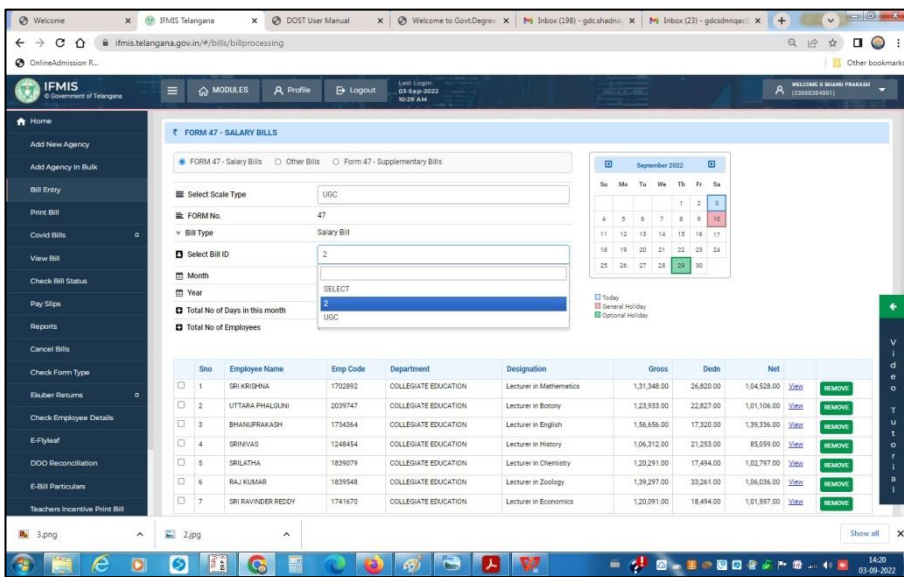 Welcome
IFMIS Telangana
DOST User Manual
Welcome to Govt.Degree
Inbox (198) - gdc.shadna
Inbox (23) - gdcsdnriqac
ifmis.telangana.gov.in/#/bills/billprocessing
OnlineAdmission R...
Other bookmarks
IFMIS
© Government of Telangana
MODULES
Profile
Logout
Last Login:
03-Sep-2022
10:29 AM
WELCOME G BHANU PRAKASH
Home
Add New Agency
Add Agency In Bulk
Bill Entry
Print Bill
Covid Bills
View Bill
Check Bill Status
Pay Slips
Reports
Cancel Bills
Check Form Type
Ekuber Returns
Check Employee Details
E-Flyleaf
DDO Reconciliation
E-Bill Particulars
Teachers Incentive Print Bill
₹ FORM 47 - SALARY BILLS
FORM 47 - Salary Bills Other Bills Form 47 - Supplementary Bills
Select Scale Type UGC
FORM No. 47
Bill Type Salary Bill
Select Bill ID 2
Month
Year
Total No of Days in this month
Total No of Employees
SELECT
2
UGC
September 2022
Su Mo Tu We Th Fr Sa
1 2 3
4 5 6 7 8 9 10
11 12 13 14 15 16 17
18 19 20 21 22 23 24
25 26 27 28 29 30
Today
General Holiday
Optional Holiday
Video Tutorial
Sno Employee Name Emp Code Department Designation Gross Dedn Net
1 SRI KRISHNA 1702892 COLLEGIATE EDUCATION Lecturer in Mathematics 1,31,348.00 26,820.00 1,04,528.00 View REMOVE
2 UTTARA PHALGUNI 2039747 COLLEGIATE EDUCATION Lecturer in Botony 1,23,933.00 22,827.00 1,01,106.00 View REMOVE
3 BHANUPRAKASH 1734364 COLLEGIATE EDUCATION Lecturer in English 1,56,656.00 17,320.00 1,39,336.00 View REMOVE
4 SRINIVAS 1248454 COLLEGIATE EDUCATION Lecturer in History 1,06,312.00 21,253.00 85,059.00 View REMOVE
5 SRILATHA 1839079 COLLEGIATE EDUCATION Lecturer in Chemistry 1,20,291.00 17,494.00 1,02,797.00 View REMOVE
6 RAJ KUMAR 1839548 COLLEGIATE EDUCATION Lecturer in Zoology 1,39,297.00 33,261.00 1,06,036.00 View REMOVE
7 SRI RAVINDER REDDY 1741670 COLLEGIATE EDUCATION Lecturer in Economics 1,20,091.00 18,494.00 1,01,597.00 View REMOVE
3.png
2.jpg
Show all
14:20
03-09-2022